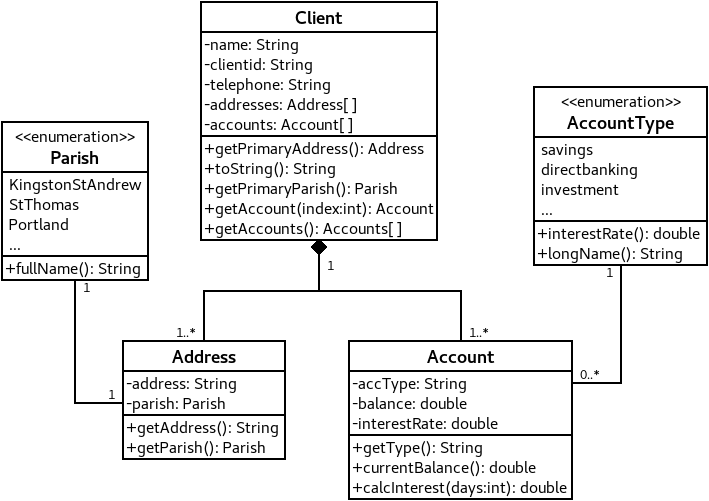 Client
-name: String
-clientid: String
-telephone: String
-addresses: Address[ ]
-accounts: Account[ ]
+getPrimaryAddress(): Address
+toString(): String
+getPrimaryParish(): Parish
+getAccount(index:int): Account
+getAccounts(): Accounts[ ]
<<enumeration>>
Parish
KingstonStAndrew
StThomas
Portland
...
+fullName(): String
<<enumeration>>
AccountType
savings
directbanking
investment
...
+interestRate(): double
+longName(): String
1
1
1
1..*
1..*
1
0..*
Address
-address: String
-parish: Parish
+getAddress(): String
+getParish(): Parish
Account
-accType: String
-balance: double
-interestRate: double
+getType(): String
+currentBalance(): double
+calcInterest(days:int): double